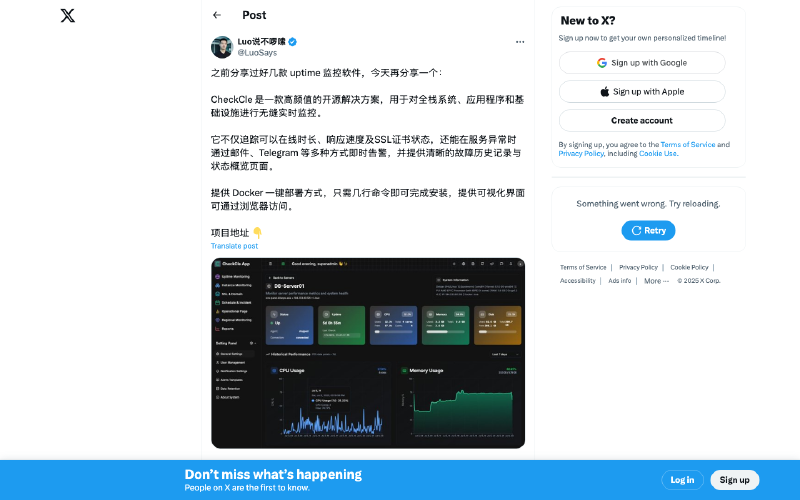 Post
Luo说不啰嗦
@LuoSays
之前分享过好几款 uptime 监控软件，今天再分享一个：
CheckCle 是一款高颜值的开源解决方案，用于对全栈系统、应用程序和基
础设施进行无缝实时监控。
它不仅追踪可以在线时长、响应速度及SSL证书状态，还能在服务异常时
通过邮件、Telegram 等多种方式即时告警，并提供清晰的故障历史记录与
状态概览页面。
提供 Docker 一键部署方式，只需几行命令即可完成安装，提供可视化界面
可通过浏览器访问。
项目地址 👇
Translate post
CheckCle App
Good evening, superadmin
Uptime Monitoring
Instance Monitoring
Schedule & Incident
Operational Page
Regional Monitoring
Reports
Setting Panel
General Settings
User Management
Notification Settings
Alert Templates
Data Retention
About System
Back to Servers
DB-Server01
Monitor server performance metrics and system health
System Information
Status
Up
Uptime
5d 0h 55m
CPU
Memory
Disk
Historical Performance
CPU Usage
Memory Usage
New to X?
Sign up now to get your own personalized timeline!
Sign up with Google
Sign up with Apple
Create account
By signing up, you agree to the Terms of Service and
Privacy Policy, including Cookie Use.
Something went wrong. Try reloading.
Retry
Terms of Service | Privacy Policy | Cookie Policy |
Accessibility | Ads info | More ··· © 2025 X Corp.
Don’t miss what’s happening
People on X are the first to know.
Log in
Sign up